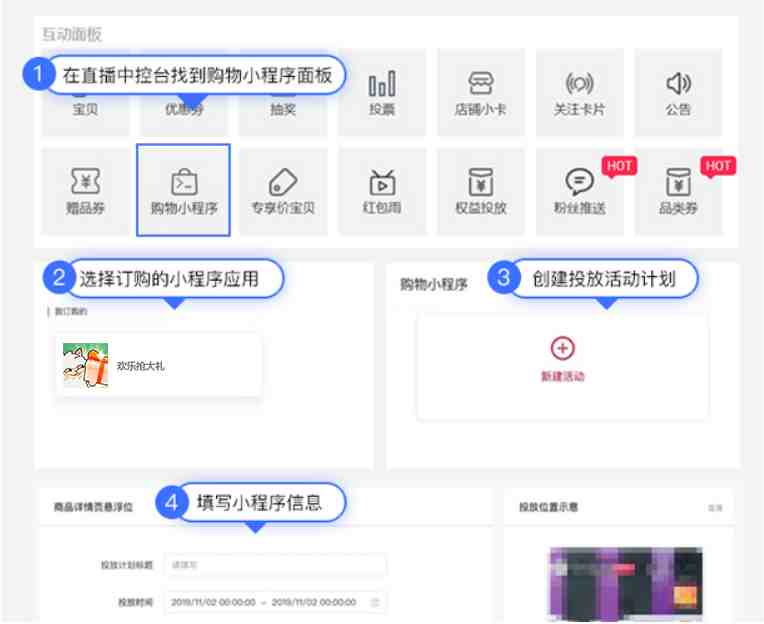 互动面板
1 在直播中控台找到购物小程序面板
宝贝 优惠券 抽奖 投票 店铺小卡 关注卡片 公告
HOT HOT
赠品券 购物小程序 专享价宝贝 红包雨 权益投放 粉丝推送 品类券
2 选择订购的小程序应用
我订购的
欢乐抢大礼
购物小程序
3 创建投放活动计划
新建活动
4 填写小程序信息
商品详情页悬浮位
投放计划标题 请填写
投放时间 2019/11/02 00:00:00 ~ 2019/11/02 00:00:00
投放位置示意